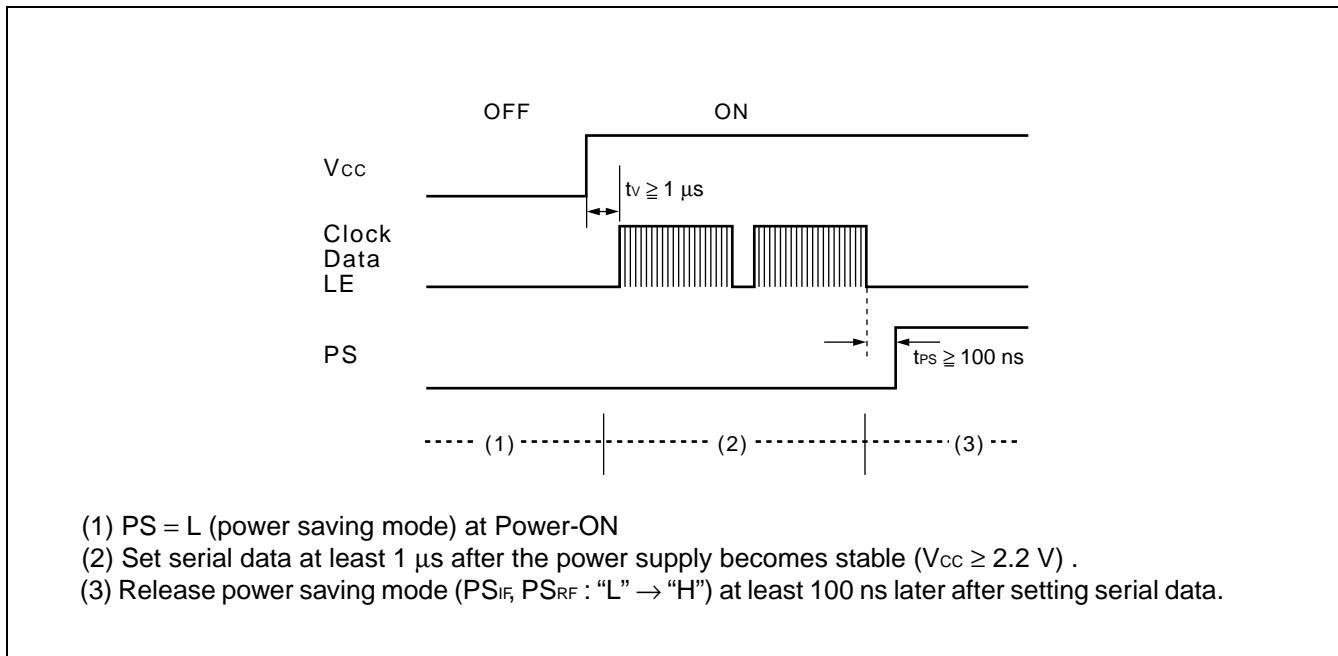 OFF ON
Vcc
tv ≧ 1 μs
Clock
Data
LE
PS
tPS ≧ 100 ns
(1) (2) (3)
(1) PS = L (power saving mode) at Power-ON
(2) Set serial data at least 1 μs after the power supply becomes stable (Vcc ≥ 2.2 V) .
(3) Release power saving mode (PSIF, PSRF : “L” → “H”) at least 100 ns later after setting serial data.